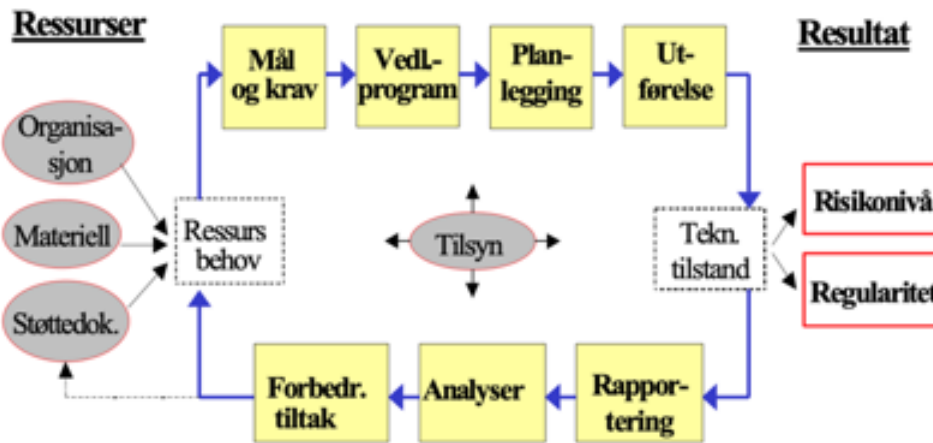 Ressurser
Resultat
Mål
og krav
Vedl.-
program
Plan-
legging
Ut-
førelse
Organisa-
sjon
Materiell
Støttedok.
Ressurs
behov
Tilsyn
Tekn.
tilstand
Risikonivå
Regularitet
Forbedr.
tiltak
Analyser
Rappor-
tering